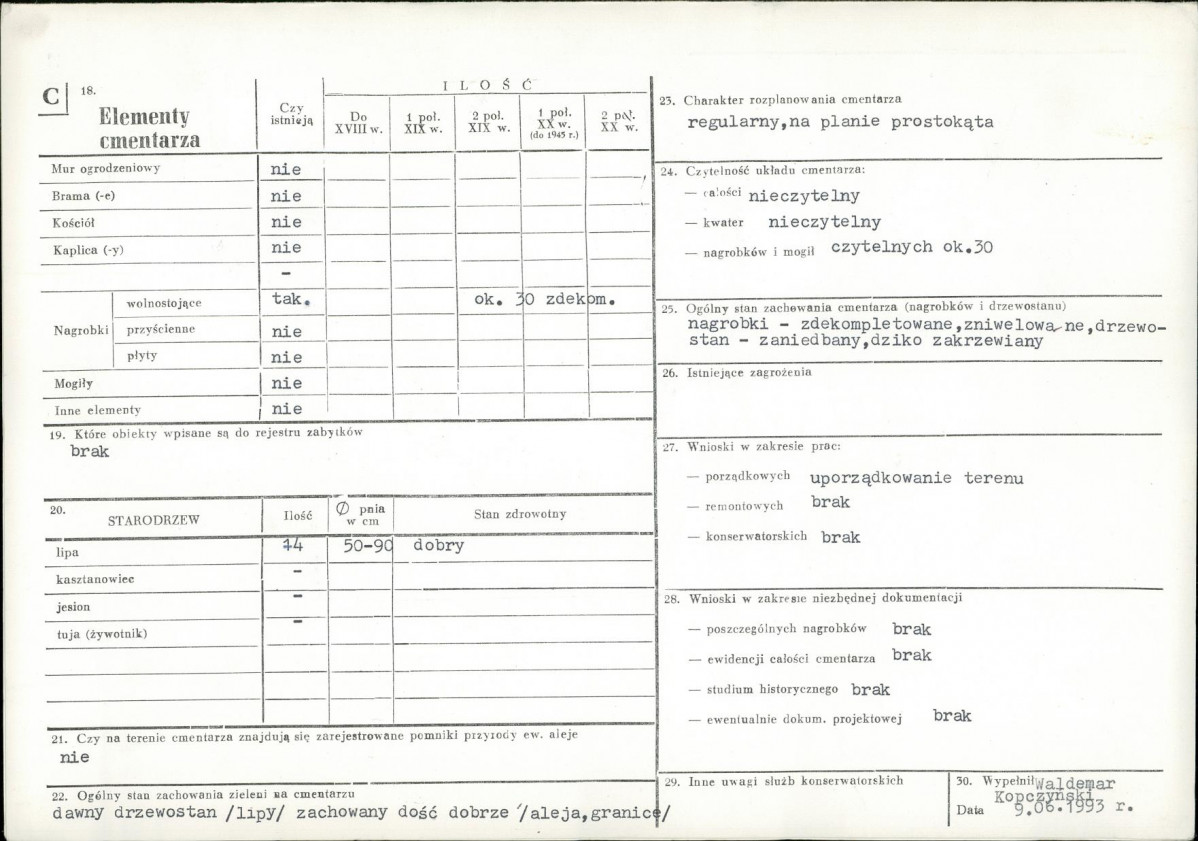 C
18.
Elementy
cmentarza
Czy
istnieją
I L O Ś Ć
Do
XVIII w.
1 poł.
XIX w.
2 poł.
XIX w.
1 poł.
XX w.
(do 1945 r.)
2 poł.
XX w.
Mur ogrodzeniowy nie
Brama (-e) nie
Kościół nie
Kaplica (-y) nie
-
Nagrobki
wolnostojące tak. ok. 30 zdekom.
przyścienne nie
płyty nie
Mogiły nie
Inne elementy nie
19. Które obiekty wpisane są do rejestru zabytków
brak
20.
STARODRZEW
Ilość
Ø pnia
w cm
Stan zdrowotny
lipa 14 50-90 dobry
kasztanowiec -
jesion -
tuja (żywotnik) -
21. Czy na terenie cmentarza znajdują się zarejestrowane pomniki przyrody ew. aleje
nie
22. Ogólny stan zachowania zieleni na cmentarzu
dawny drzewostan /lipy/ zachowany dość dobrze /aleja,granice/
23. Charakter rozplanowania cmentarza
regularny,na planie prostokąta
24. Czytelność układu cmentarza:
— całości nieczytelny
— kwater nieczytelny
— nagrobków i mogił czytelnych ok.30
25. Ogólny stan zachowania cmentarza (nagrobków i drzewostanu)
nagrobki - zdekompletowane,zniwelowane,drzewo-
stan - zaniedbany,dziko zakrzewiany
26. Istniejące zagrożenia
27. Wnioski w zakresie prac:
— porządkowych uporządkowanie terenu
— remontowych brak
— konserwatorskich brak
28. Wnioski w zakresie niezbędnej dokumentacji
— poszczególnych nagrobków brak
— ewidencji całości cmentarza brak
— studium historycznego brak
— ewentualnie dokum. projektowej brak
29. Inne uwagi służb konserwatorskich
30. Wypełnił Waldemar
Kopczyński
Data 9.06.1993 r.